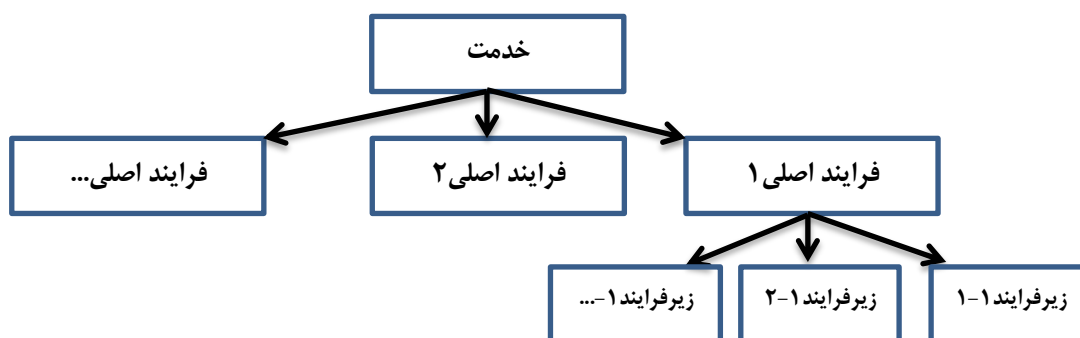 خدمت
فرایند اصلی۱
فرایند اصلی۲
فرایند اصلی...
زیرفرایند۱-۱
زیرفرایند۱-۲
زیرفرایند۱-...